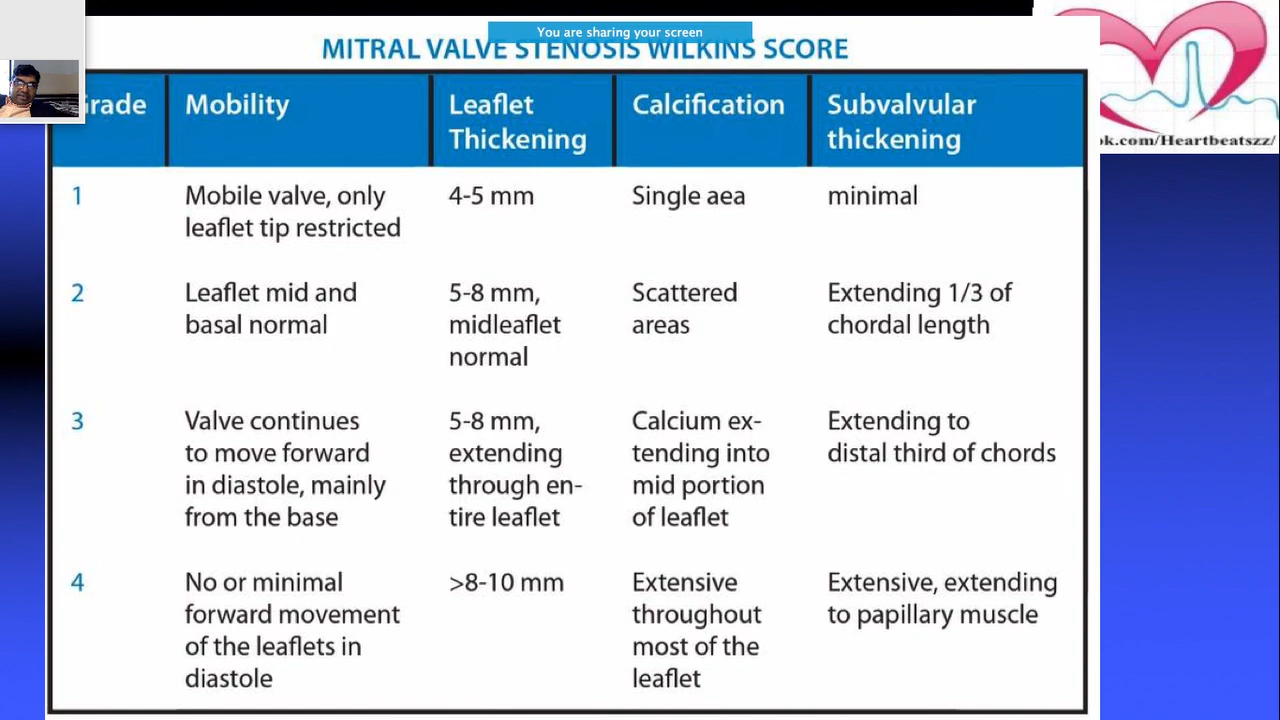 You are sharing your screen
MITRAL VALVE STENOSIS WILKINS SCORE
Mobility
Leaflet
Thickening
Calcification
Subvalvular
thickening
ok.com/Heartbeatszz/
1
Mobile valve, only
leaflet tip restricted
4-5 mm
Single aea
minimal
2
Leaflet mid and
basal normal
5-8 mm,
midleaflet
normal
Scattered
areas
Extending 1/3 of
chordal length
3
Valve continues
to move forward
in diastole, mainly
from the base
5-8 mm,
extending
through en-
tire leaflet
Calcium ex-
tending into
mid portion
of leaflet
Extending to
distal third of chords
4
No or minimal
forward movement
of the leaflets in
diastole
>8-10 mm
Extensive
throughout
most of the
leaflet
Extensive, extending
to papillary muscle